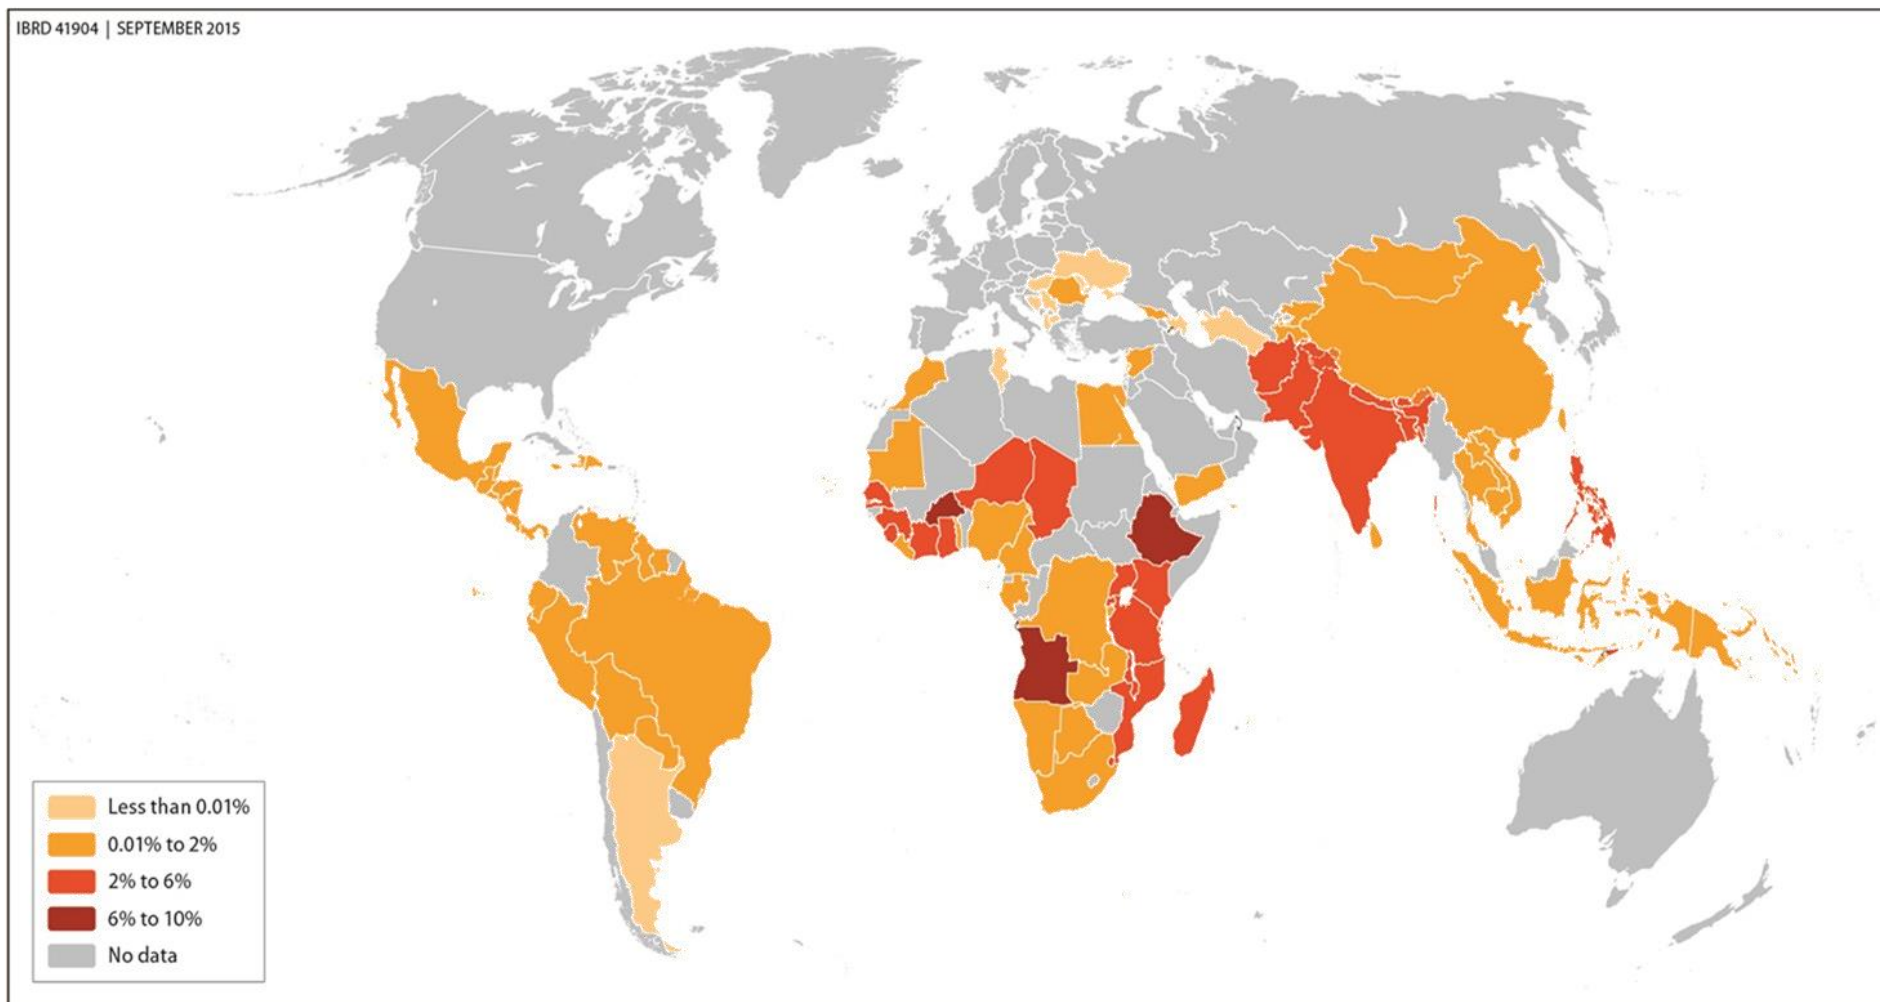 IBRD 41904 | SEPTEMBER 2015
Less than 0.01%
0.01% to 2%
2% to 6%
6% to 10%
No data